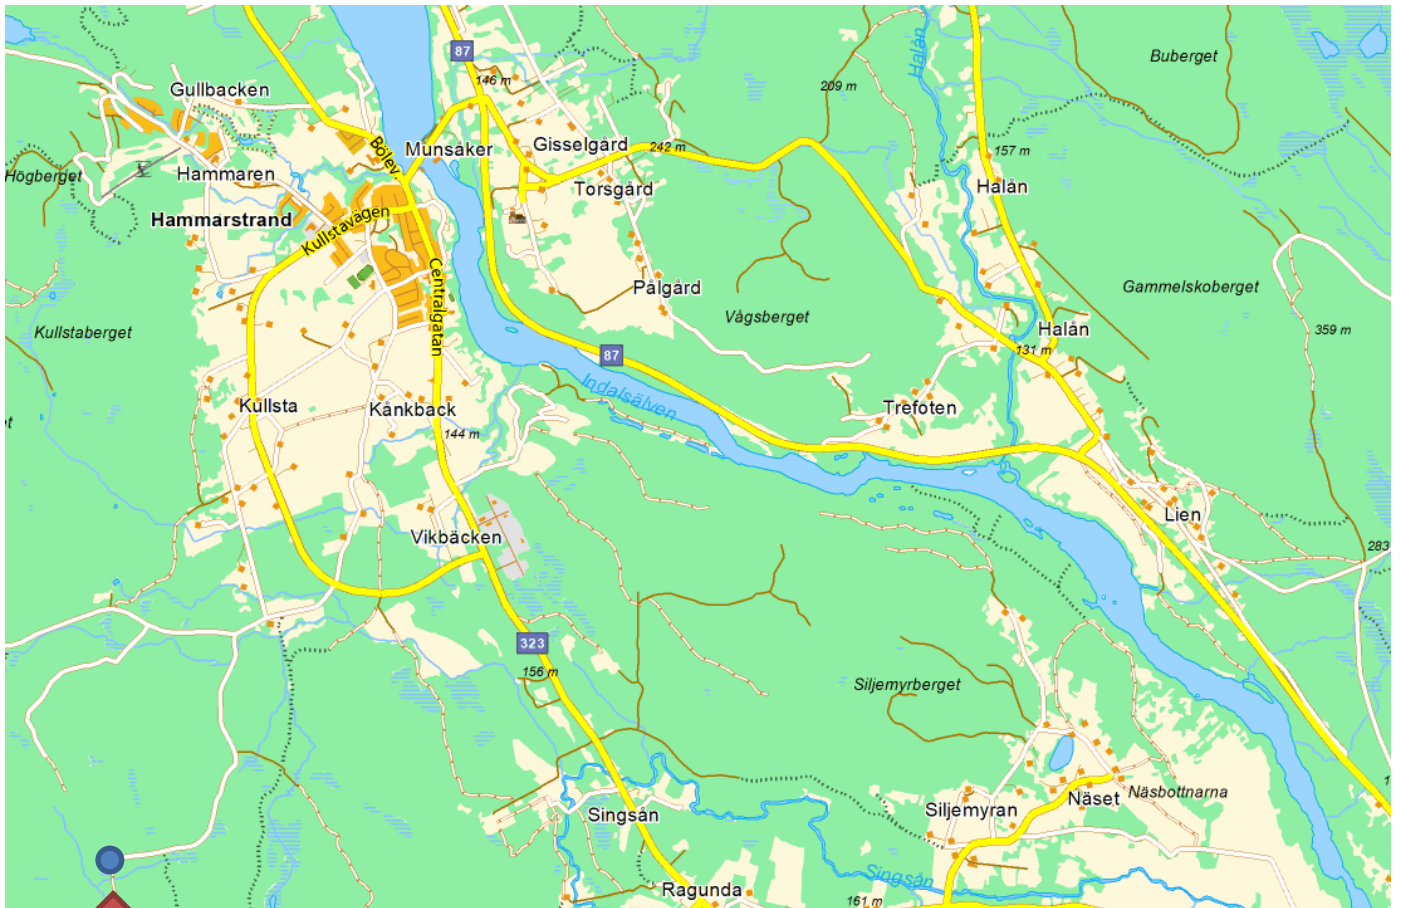 87
Halån
Buberget
Gullbacken
146 m
209 m
Bölev.
Munsåker
Gisselgård
242 m
157 m
Högberget
Hammaren
Torsgård
Halån
Hammarstrand
Kullstavägen
Centralgatan
Pålgård
Gammelskoberget
Vågsberget
Kullstaberget
Halån
359 m
131 m
87
Indalsälven
Kullsta
Kånkback
Trefoten
144 m
Lien
Vikbäcken
283
323
156 m
Siljemyrberget
Singsån
Siljemyran
Näset
Näsbottnarna
Singsån
Ragunda
161 m